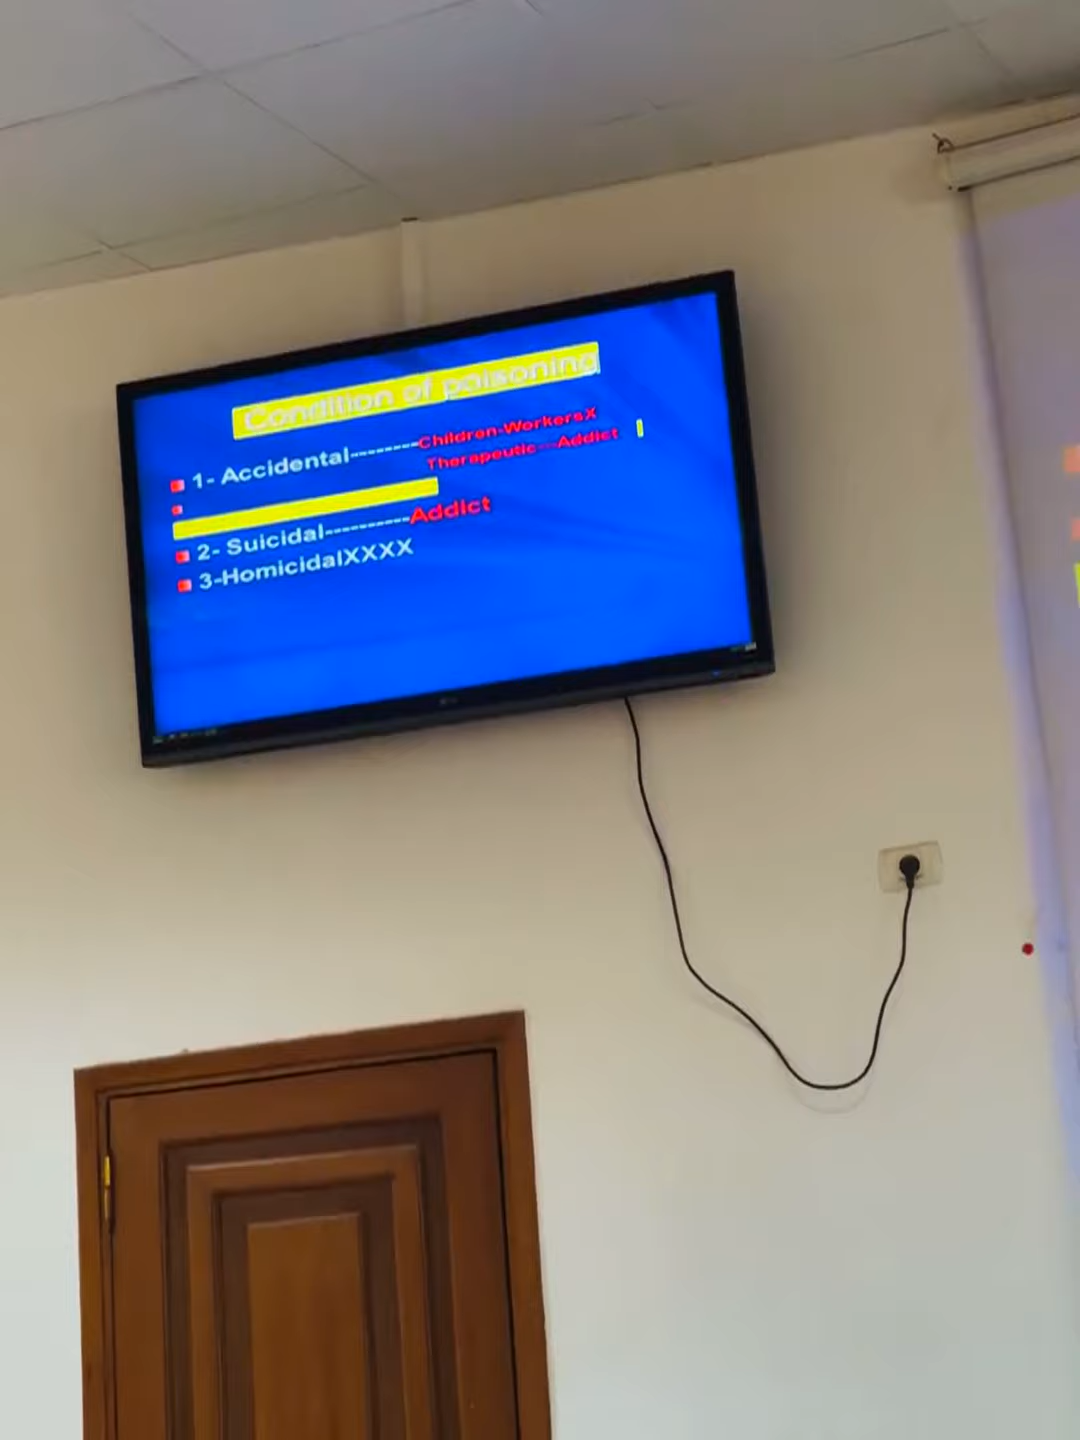 Condition of poisoning
1- Accidental--------Children-WorkersX
Therapeutic---Addict
2- Suicidal----------Addict
3-HomicidalXXXX